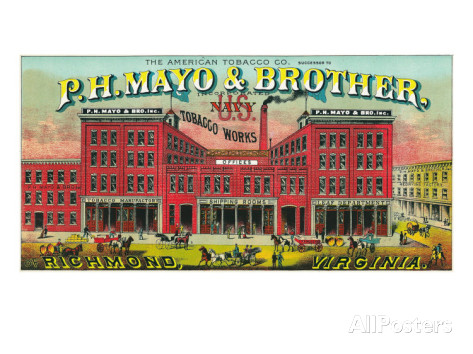 THE AMERICAN TOBACCO CO. SUCCESSOR TO
P.H. MAYO & BROTHER,
U.S.
NAVY
TOBACCO WORKS
P.H. MAYO & BRO. Inc.
P.H. MAYO & BRO. Inc.
OFFICES
TOBACCO MANUFACTORY
SHIPPING ROOMS
LEAF DEPARTMENT
RICHMOND,
VIRGINIA.
AllPosters